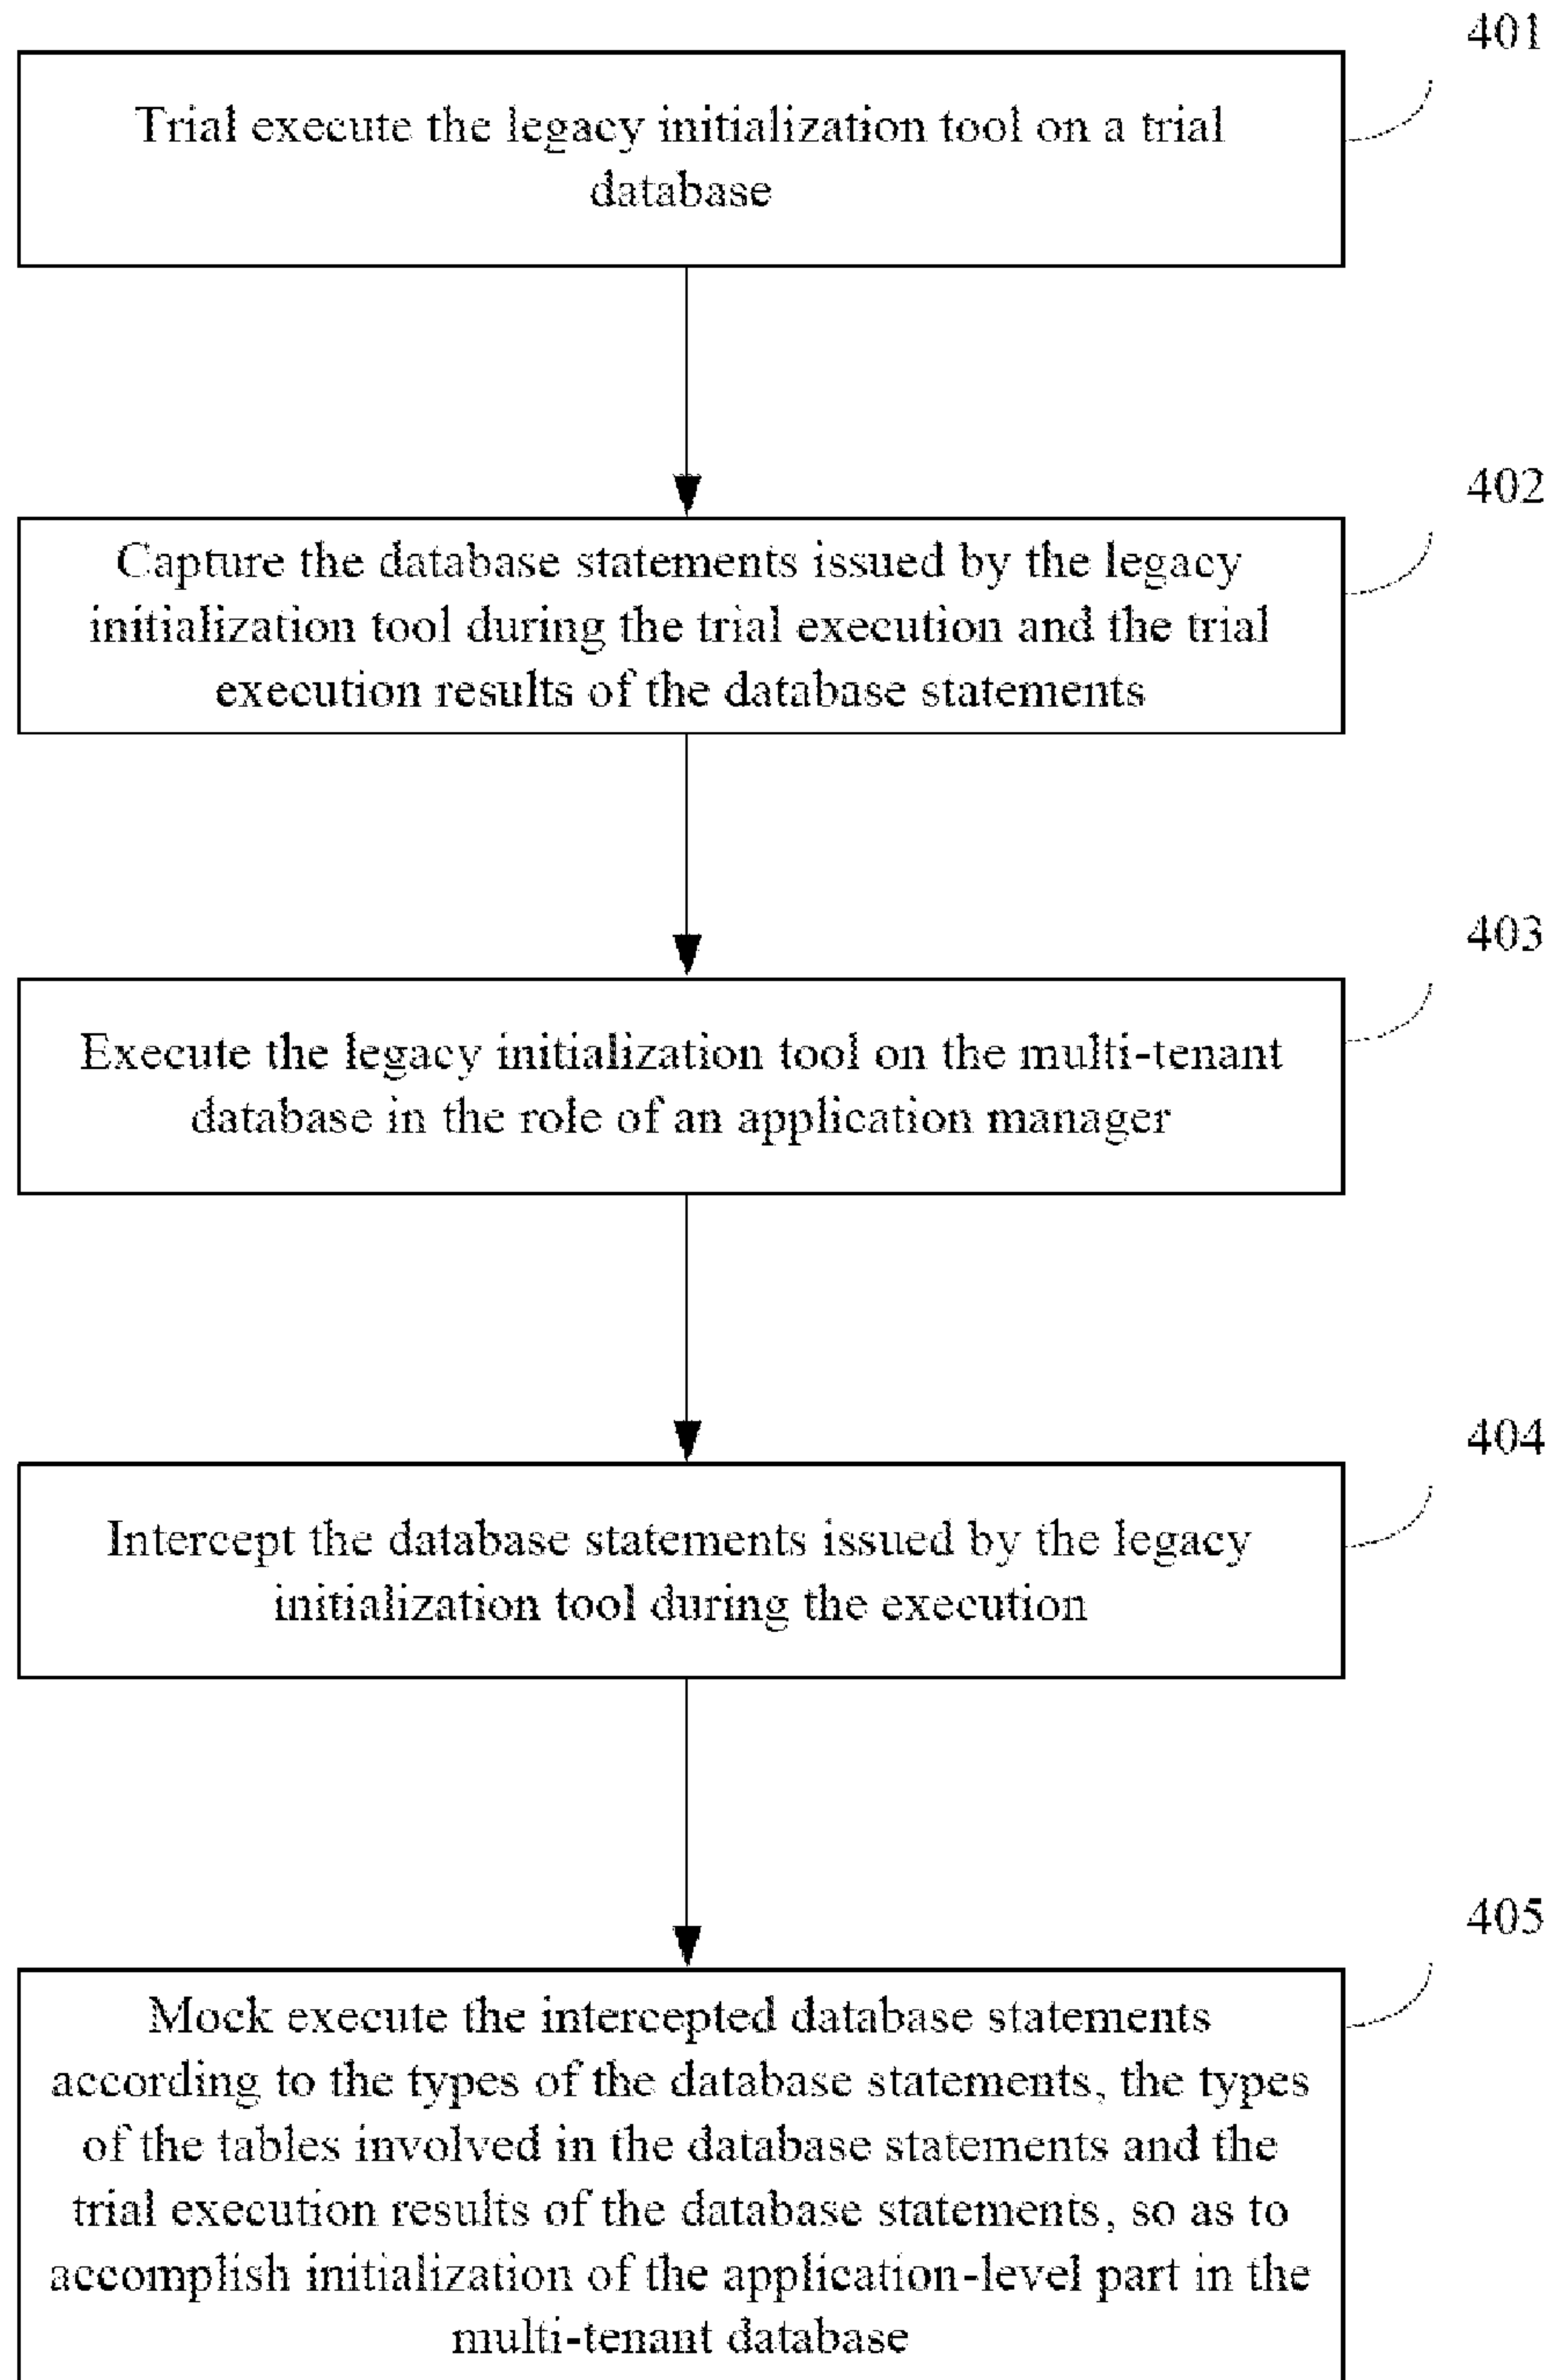 401
Trial execute the legacy initialization tool on a trial
database
402
Capture the database statements issued by the legacy
initialization tool during the trial execution and the trial
execution results of the database statements
403
Execute the legacy initialization tool on the multi-tenant
database in the role of an application manager
404
Intercept the database statements issued by the legacy
initialization tool during the execution
405
Mock execute the intercepted database statements
according to the types of the database statements, the types
of the tables involved in the database statements and the
trial execution results of the database statements, so as to
accomplish initialization of the application-level part in the
multi-tenant database